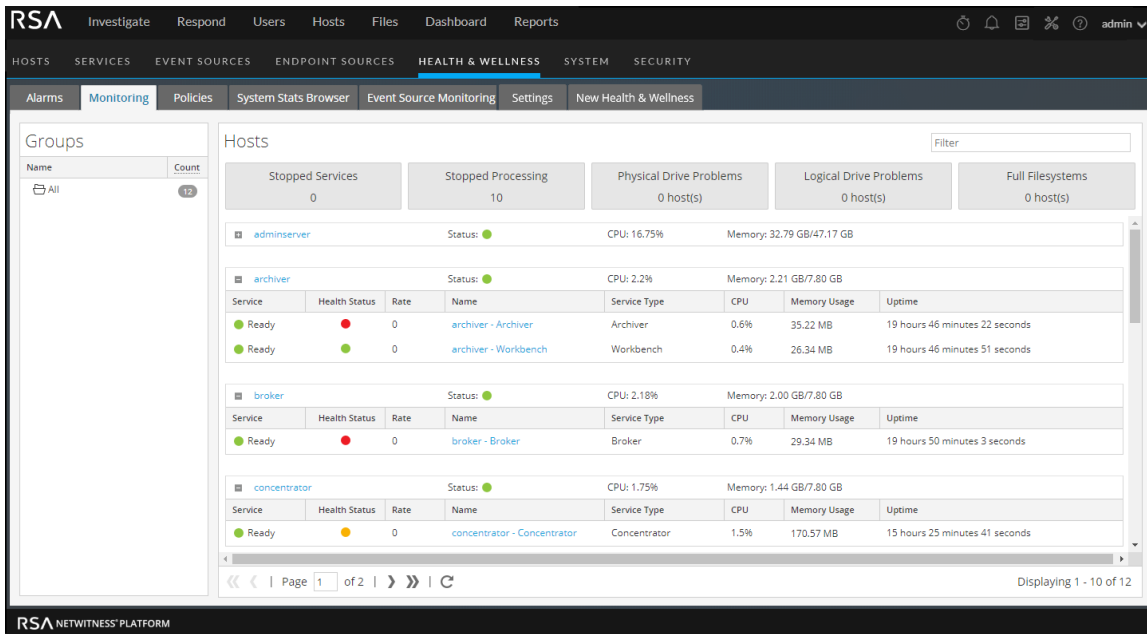 RSA Investigate Respond Users Hosts Files Dashboard Reports admin
HOSTS SERVICES EVENT SOURCES ENDPOINT SOURCES HEALTH & WELLNESS SYSTEM SECURITY
Alarms Monitoring Policies System Stats Browser Event Source Monitoring Settings New Health & Wellness
Groups
Name Count
All 12
Hosts
Filter
Stopped Services Stopped Processing Physical Drive Problems Logical Drive Problems Full Filesystems
0 10 0 host(s) 0 host(s) 0 host(s)
adminserver Status: CPU: 16.75% Memory: 32.79 GB/47.17 GB
archiver Status: CPU: 2.2% Memory: 2.21 GB/7.80 GB
Service Health Status Rate Name Service Type CPU Memory Usage Uptime
Ready 0 archiver - Archiver Archiver 0.6% 35.22 MB 19 hours 46 minutes 22 seconds
Ready 0 archiver - Workbench Workbench 0.4% 26.34 MB 19 hours 46 minutes 51 seconds
broker Status: CPU: 2.18% Memory: 2.00 GB/7.80 GB
Service Health Status Rate Name Service Type CPU Memory Usage Uptime
Ready 0 broker - Broker Broker 0.7% 29.34 MB 19 hours 50 minutes 3 seconds
concentrator Status: CPU: 1.75% Memory: 1.44 GB/7.80 GB
Service Health Status Rate Name Service Type CPU Memory Usage Uptime
Ready 0 concentrator - Concentrator Concentrator 1.5% 170.57 MB 15 hours 25 minutes 41 seconds
Page 1 of 2 Displaying 1 - 10 of 12
RSA NETWITNESS® PLATFORM